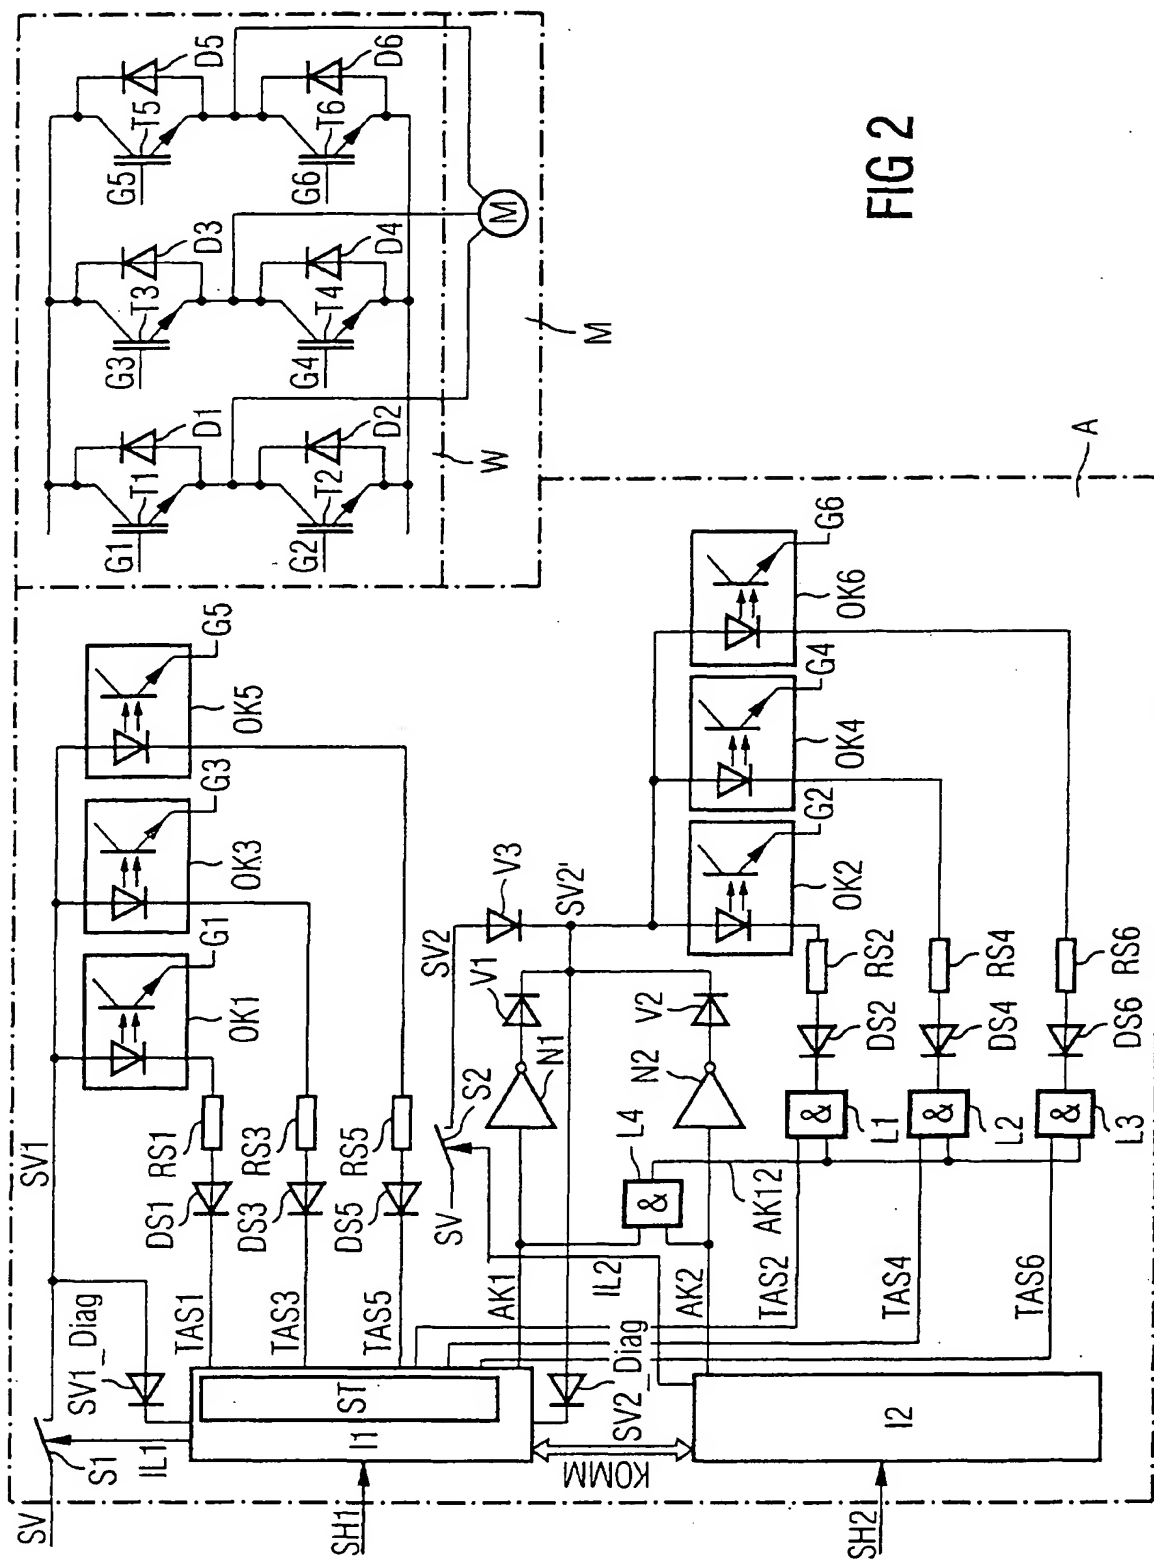 FIG 2
SV
S1
IL1
SV1
SV1_Diag
SH1
I1
ST
TAS1
TAS3
TAS5
DS1
DS3
DS5
RS1
RS3
RS5
OK1
OK3
OK5
G1
G3
G5
KOMM
SV2_Diag
AK1
IL2
AK2
SV
S2
SV2
V3
SV2'
N1
V1
N2
V2
L4
&
AK12
SH2
I2
TAS2
TAS4
TAS6
&
&
&
L1
L2
L3
DS2
DS4
DS6
RS2
RS4
RS6
OK2
OK4
OK6
G2
G4
G6
A
G1
T1
D1
G3
T3
D3
G5
T5
D5
G2
T2
D2
G4
T4
D4
G6
T6
D6
W
M
M